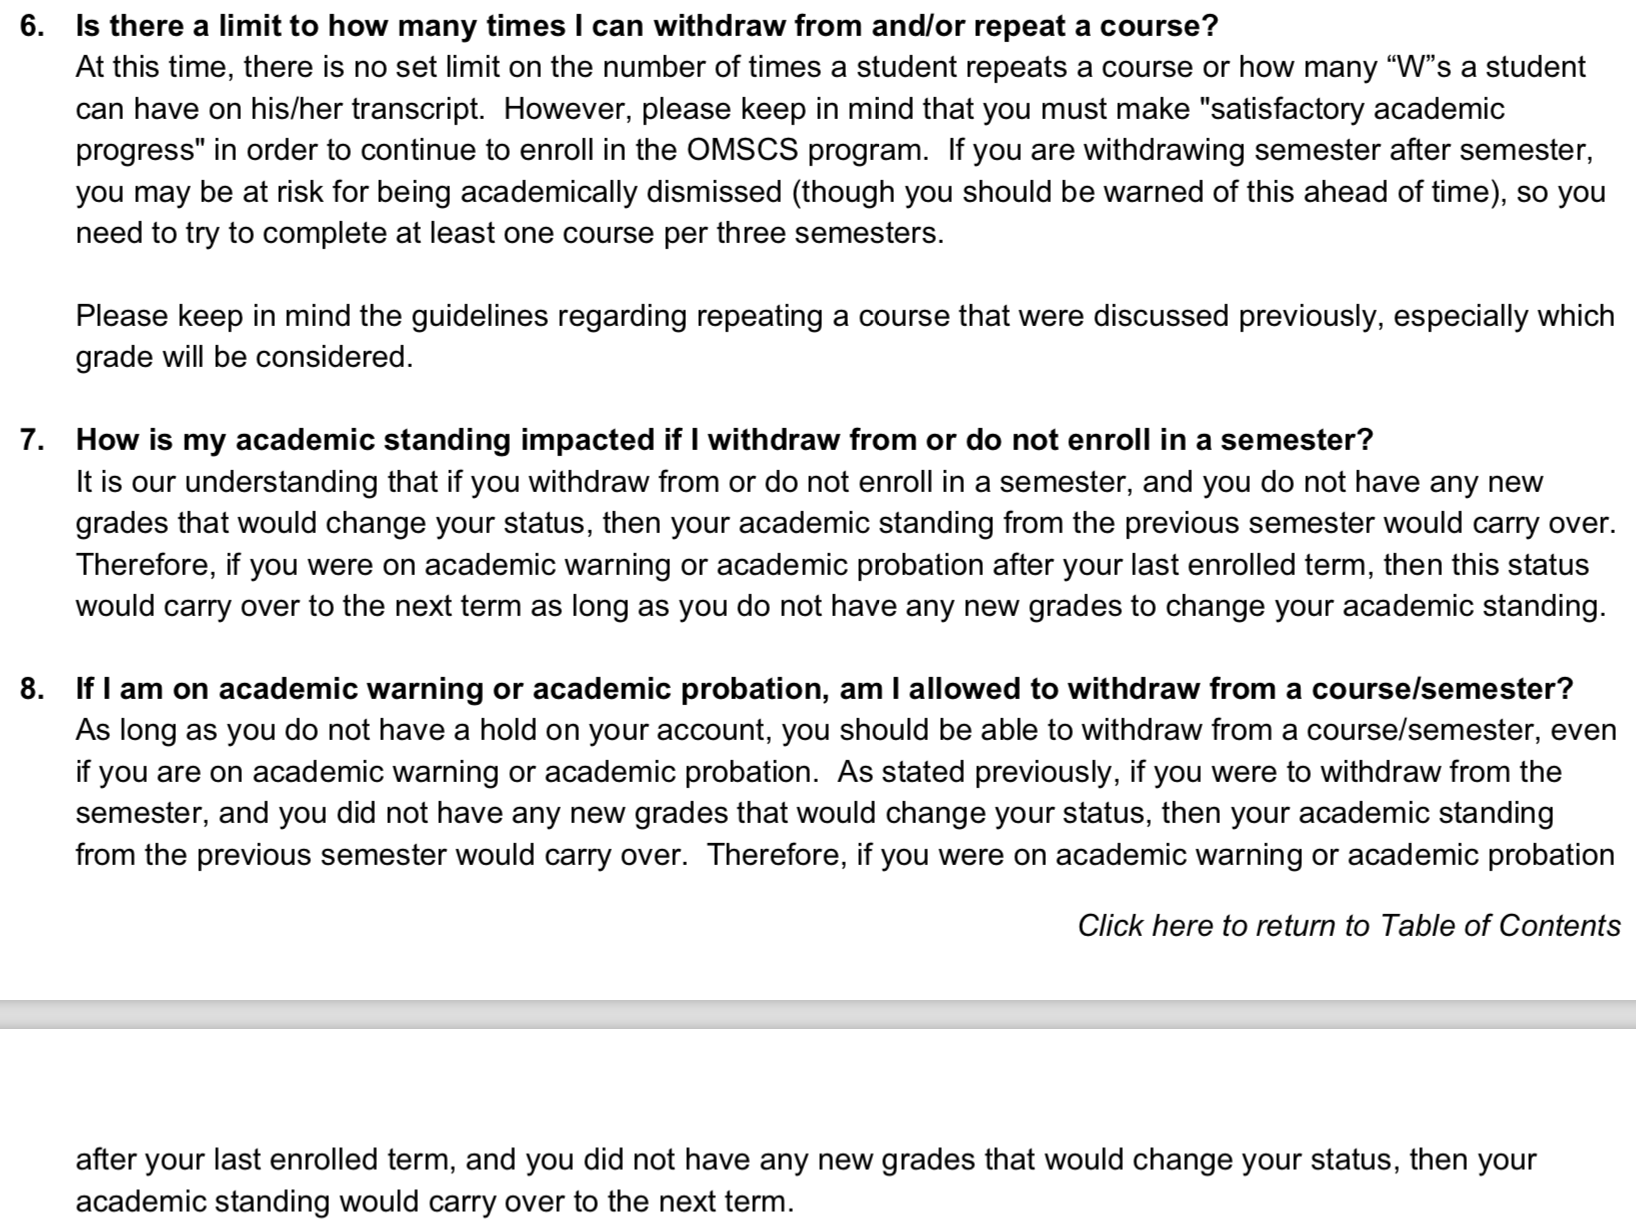 6. Is there a limit to how many times I can withdraw from and/or repeat a course?
At this time, there is no set limit on the number of times a student repeats a course or how many “W”s a student
can have on his/her transcript.  However, please keep in mind that you must make "satisfactory academic
progress" in order to continue to enroll in the OMSCS program.  If you are withdrawing semester after semester,
you may be at risk for being academically dismissed (though you should be warned of this ahead of time), so you
need to try to complete at least one course per three semesters.
Please keep in mind the guidelines regarding repeating a course that were discussed previously, especially which
grade will be considered.
7. How is my academic standing impacted if I withdraw from or do not enroll in a semester?
It is our understanding that if you withdraw from or do not enroll in a semester, and you do not have any new
grades that would change your status, then your academic standing from the previous semester would carry over.
Therefore, if you were on academic warning or academic probation after your last enrolled term, then this status
would carry over to the next term as long as you do not have any new grades to change your academic standing.
8. If I am on academic warning or academic probation, am I allowed to withdraw from a course/semester?
As long as you do not have a hold on your account, you should be able to withdraw from a course/semester, even
if you are on academic warning or academic probation.  As stated previously, if you were to withdraw from the
semester, and you did not have any new grades that would change your status, then your academic standing
from the previous semester would carry over.  Therefore, if you were on academic warning or academic probation
Click here to return to Table of Contents
after your last enrolled term, and you did not have any new grades that would change your status, then your
academic standing would carry over to the next term.